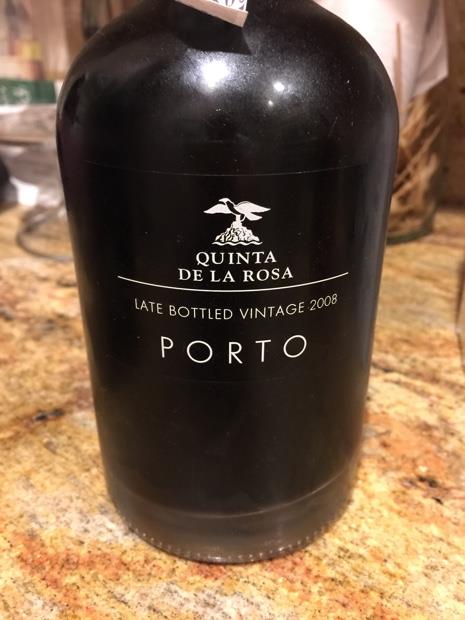 QUINTA
DE LA ROSA
LATE BOTTLED VINTAGE 2008
PORTO